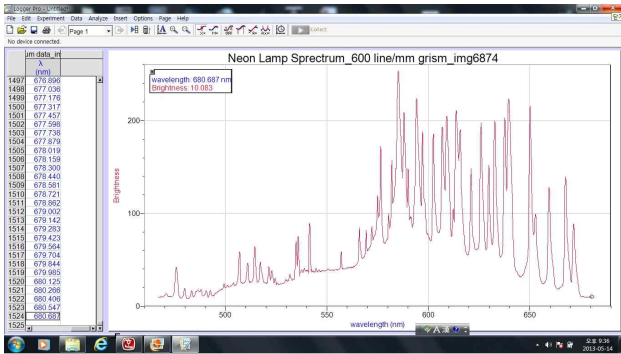 Logger Pro - Untitled*
File Edit Experiment Data Analyze Insert Options Page Help
Page 1
Collect
No device connected.
um data_im
λ
(nm)
1497 676.896
1498 677.036
1499 677.176
1500 677.317
1501 677.457
1502 677.598
1503 677.738
1504 677.879
1505 678.019
1506 678.159
1507 678.300
1508 678.440
1509 678.581
1510 678.721
1511 678.862
1512 679.002
1513 679.142
1514 679.283
1515 679.423
1516 679.564
1517 679.704
1518 679.844
1519 679.985
1520 680.125
1521 680.266
1522 680.406
1523 680.547
1524 680.687
1525
Neon Lamp Sprectrum_600 line/mm grism_img6874
wavelength: 680.687 nm
Brightness: 10.083
Brightness
200
100
0
500
550
600
650
wavelength (nm)
A 漢
오후 9:36
2013-05-14